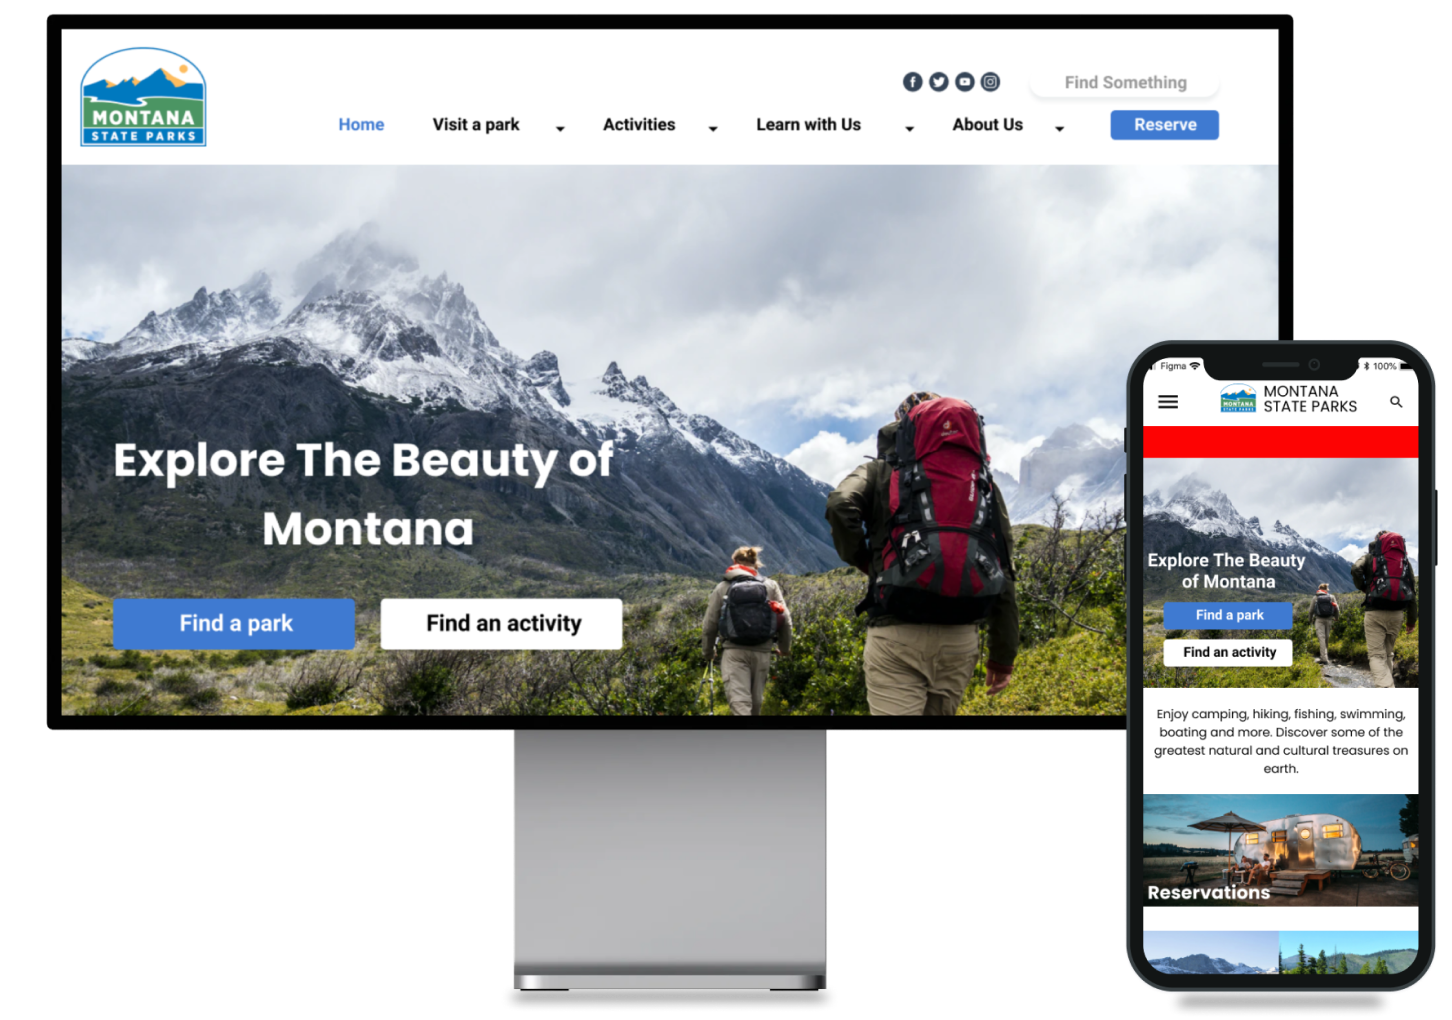 MONTANA
STATE PARKS
Find Something
Home
Visit a park
Activities
Learn with Us
About Us
Reserve
Explore The Beauty of
Montana
Find a park
Find an activity
Figma
100%
MONTANA
STATE PARKS
MONTANA
STATE PARKS
Explore The Beauty
of Montana
Find a park
Find an activity
Enjoy camping, hiking, fishing, swimming,
boating and more. Discover some of the
greatest natural and cultural treasures on
earth.
Reservations